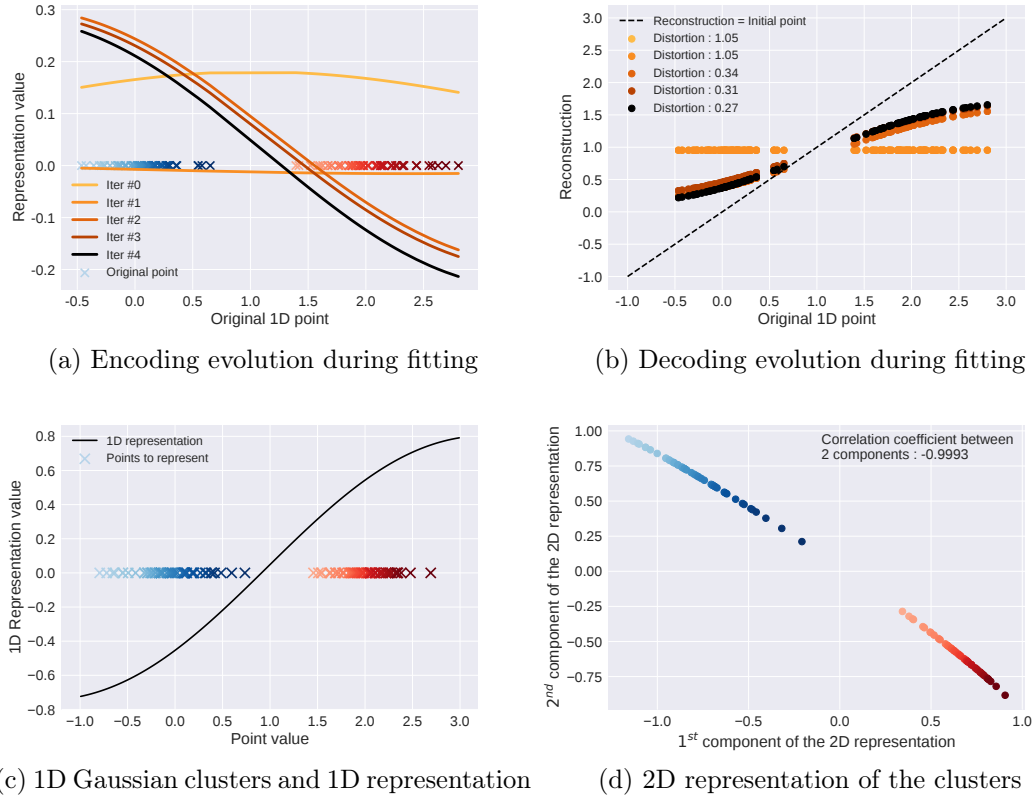 0.3
0.2
0.1
0.0
-0.1
-0.2
Representation value
Iter #0
Iter #1
Iter #2
Iter #3
Iter #4
Original point
-0.5 0.0 0.5 1.0 1.5 2.0 2.5
Original 1D point
(a) Encoding evolution during fitting
3.0
2.5
2.0
1.5
1.0
0.5
0.0
-0.5
-1.0
Reconstruction
Reconstruction = Initial point
Distortion : 1.05
Distortion : 1.05
Distortion : 0.34
Distortion : 0.31
Distortion : 0.27
-1.0 -0.5 0.0 0.5 1.0 1.5 2.0 2.5 3.0
Original 1D point
(b) Decoding evolution during fitting
0.8
0.6
0.4
0.2
0.0
−0.2
−0.4
−0.6
−0.8
1D Representation value
1D representation
Points to represent
−1.0 −0.5 0.0 0.5 1.0 1.5 2.0 2.5 3.0
Point value
(c) 1D Gaussian clusters and 1D representation
1.00
0.75
0.50
0.25
0.00
−0.25
−0.50
−0.75
2nd component of the 2D representation
Correlation coefficient between
2 components : -0.9993
−1.0 −0.5 0.0 0.5 1.0
1st component of the 2D representation
(d) 2D representation of the clusters